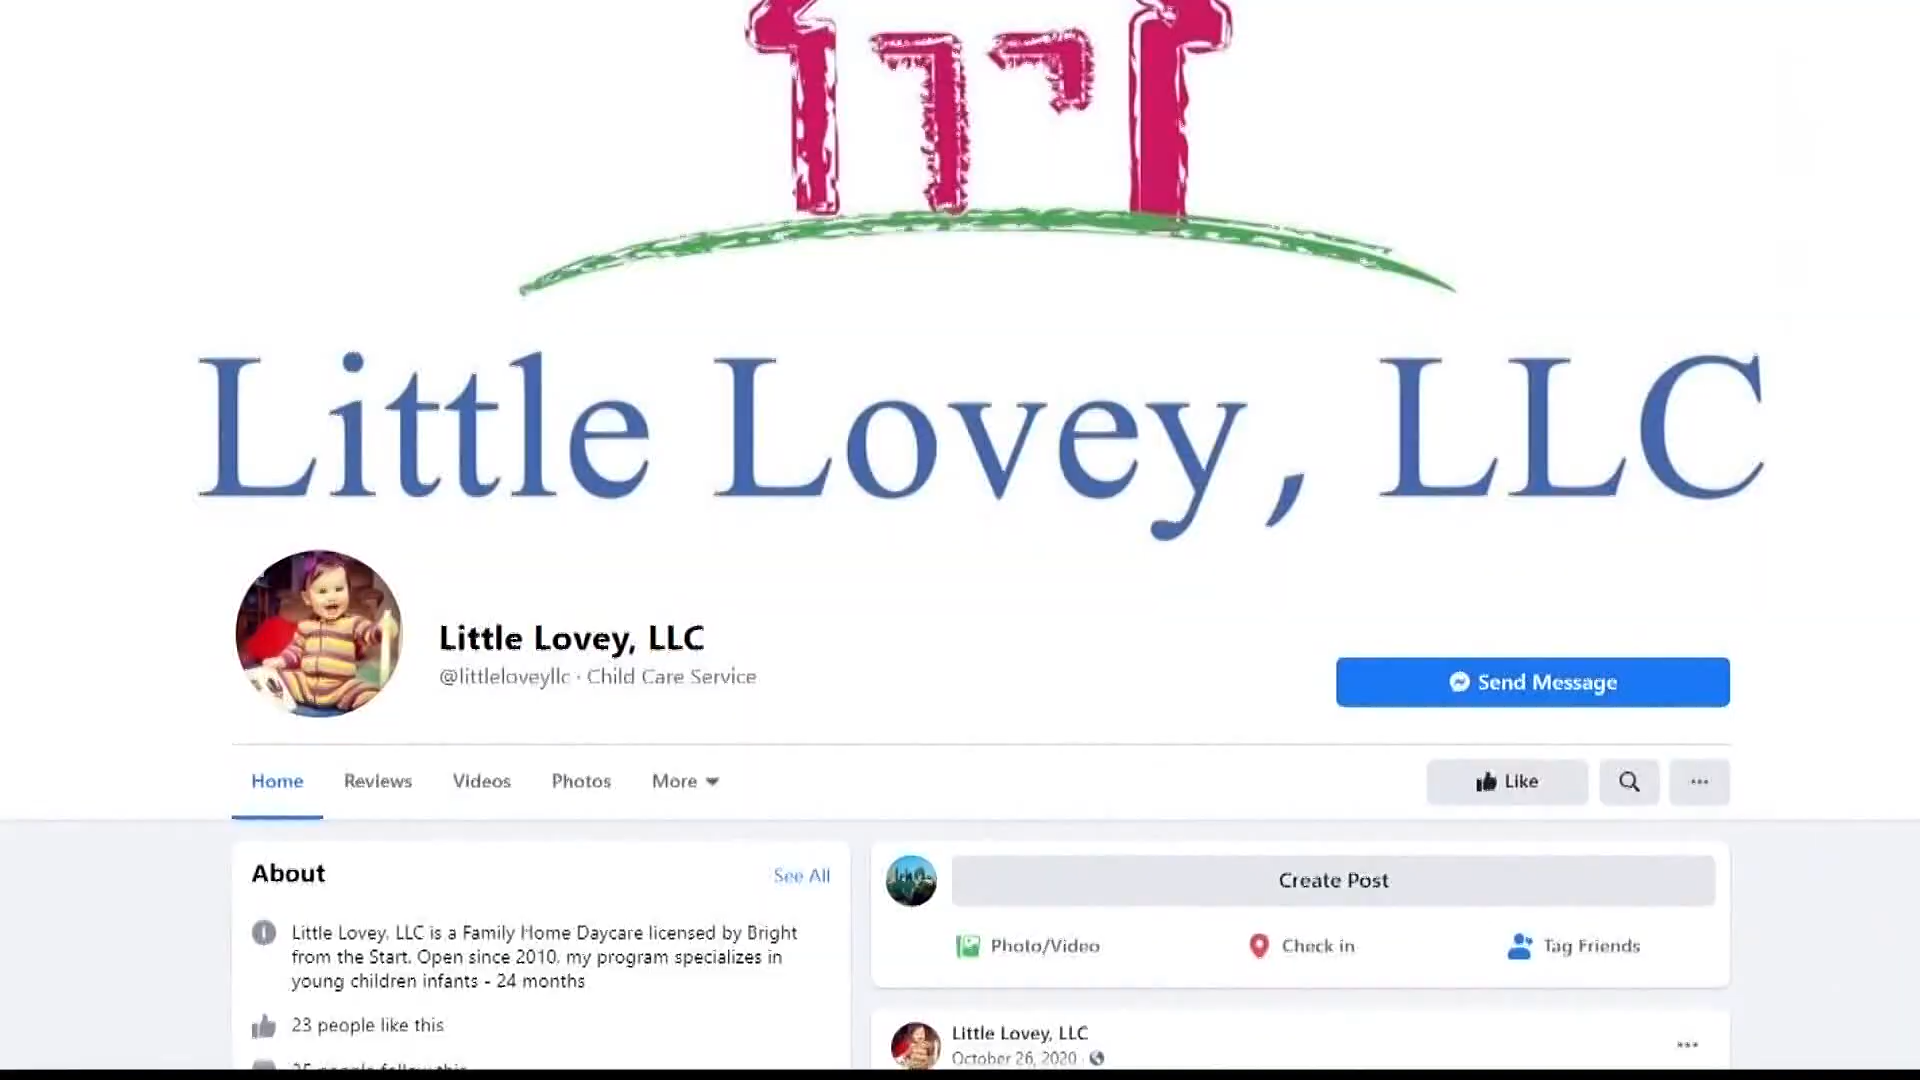 Little Lovey, LLC
Little Lovey, LLC
@littleloveyllc · Child Care Service
Send Message
Home Reviews Videos Photos More
Like
About
See All
Create Post
Little Lovey, LLC is a Family Home Daycare licensed by Bright
from the Start. Open since 2010, my program specializes in
young children infants - 24 months
Photo/Video
Check in
Tag Friends
23 people like this
Little Lovey, LLC
October 26, 2020 ·